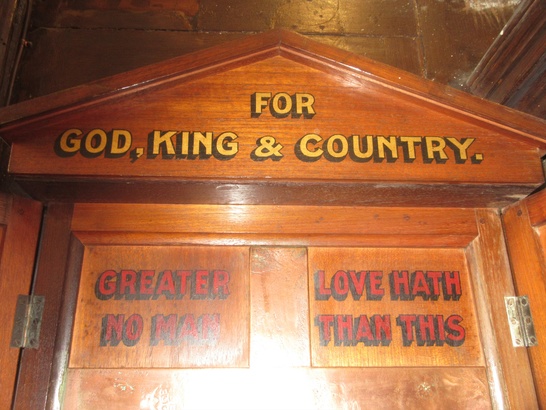 FOR
GOD, KING & COUNTRY.
GREATER LOVE HATH
NO MAN THAN THIS